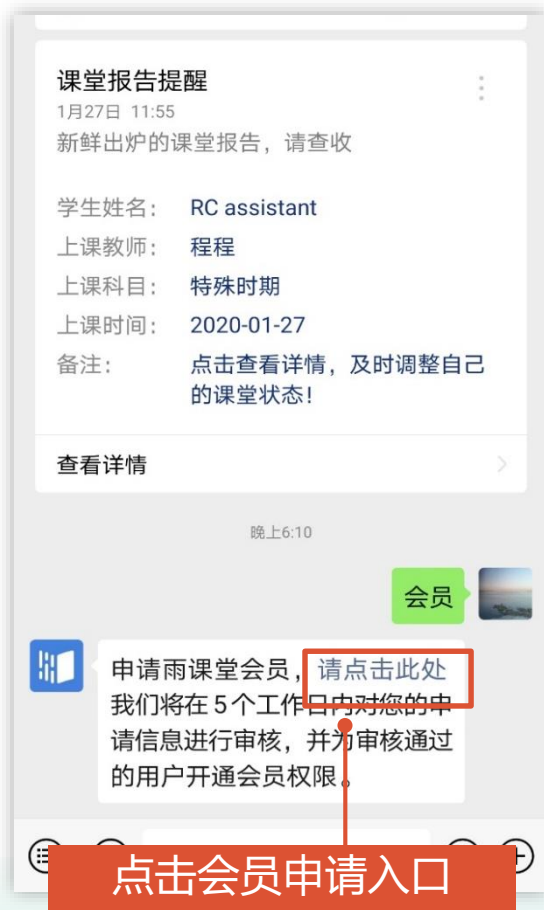 课堂报告提醒
1月27日 11:55
新鲜出炉的课堂报告，请查收
学生姓名： RC assistant
上课教师： 程程
上课科目： 特殊时期
上课时间： 2020-01-27
备注： 点击查看详情，及时调整自己
的课堂状态！
查看详情
晚上6:10
会员
申请雨课堂会员，请点击此处
我们将在5个工作日内对您的申
请信息进行审核，并为审核通过
的用户开通会员权限。
点击会员申请入口